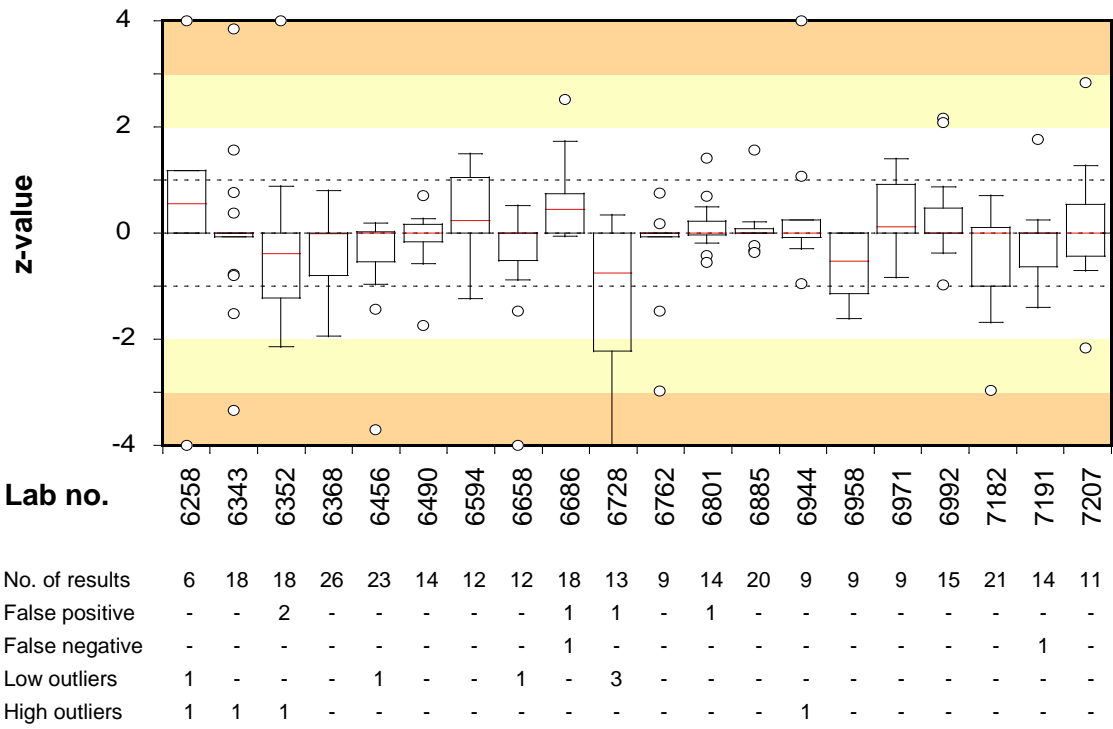 4
2
0
-2
-4
z-value
Lab no. 6258 6343 6352 6368 6456 6490 6594 6658 6686 6728 6762 6801 6885 6944 6958 6971 6992 7182 7191 7207
No. of results 6 18 18 26 23 14 12 12 18 13 9 14 20 9 9 9 15 21 14 11
False positive - - 2 - - - - - 1 1 - 1 - - - - - - - -
False negative - - - - - - - - 1 - - - - - - - - - 1 -
Low outliers 1 - - - 1 - - 1 - 3 - - - - - - - - - -
High outliers 1 1 1 - - - - - - - - - - 1 - - - - - -